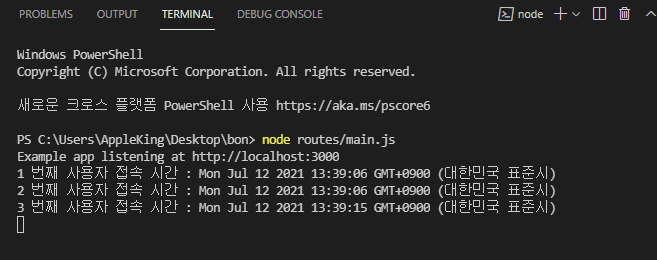 PROBLEMS OUTPUT TERMINAL DEBUG CONSOLE node
Windows PowerShell
Copyright (C) Microsoft Corporation. All rights reserved.
새로운 크로스 플랫폼 PowerShell 사용 https://aka.ms/pscore6
PS C:\Users\AppleKing\Desktop\bon> node routes/main.js
Example app listening at http://localhost:3000
1 번째 사용자 접속 시간 : Mon Jul 12 2021 13:39:06 GMT+0900 (대한민국 표준시)
2 번째 사용자 접속 시간 : Mon Jul 12 2021 13:39:06 GMT+0900 (대한민국 표준시)
3 번째 사용자 접속 시간 : Mon Jul 12 2021 13:39:15 GMT+0900 (대한민국 표준시)